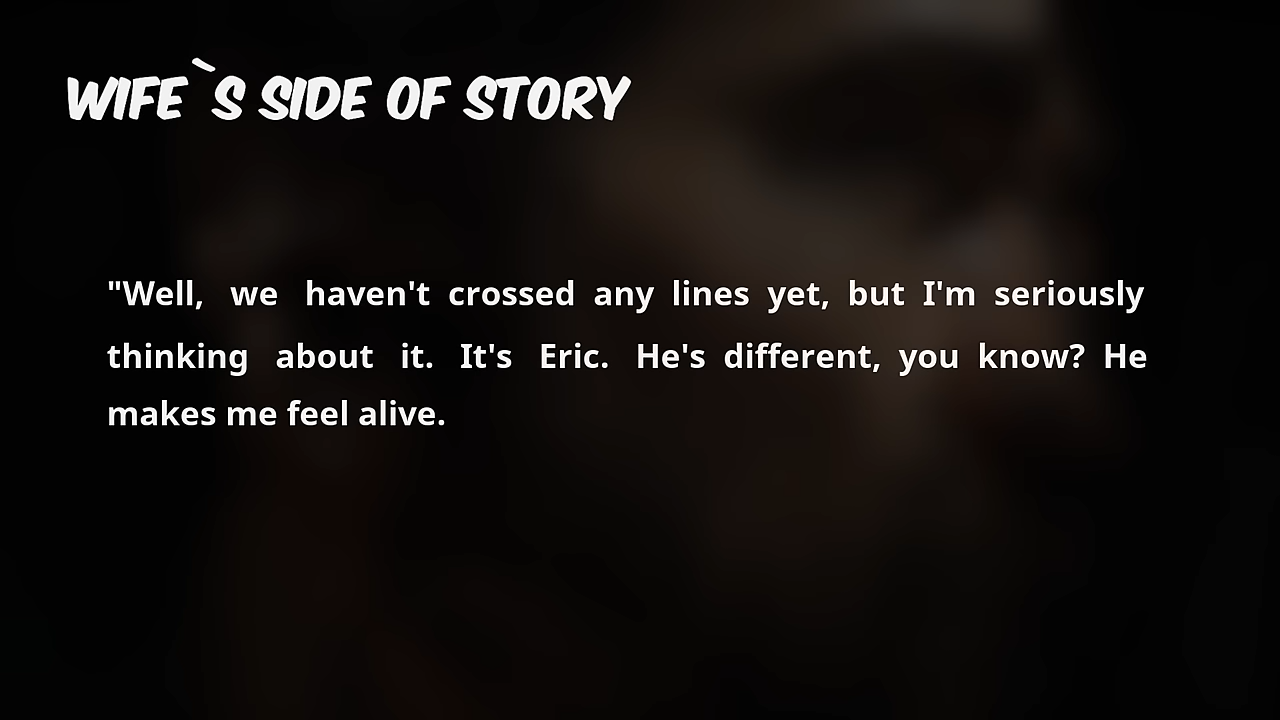 WIFE`S SIDE OF STORY
"Well, we haven't crossed any lines yet, but I'm seriously
thinking about it. It's Eric. He's different, you know? He
makes me feel alive.